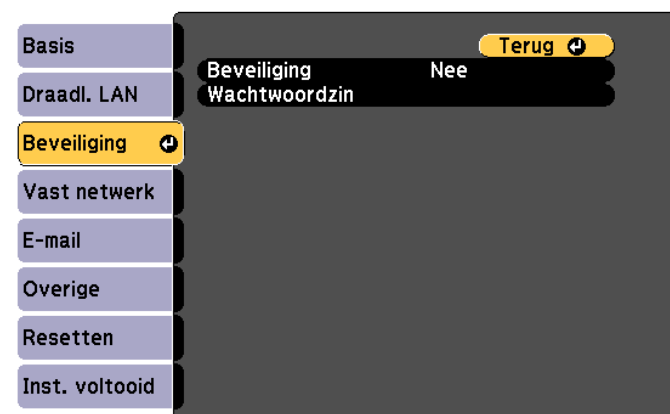 Basis
Draadl. LAN
Beveiliging
Vast netwerk
E-mail
Overige
Resetten
Inst. voltooid
Terug
Beveiliging Nee
Wachtwoordzin